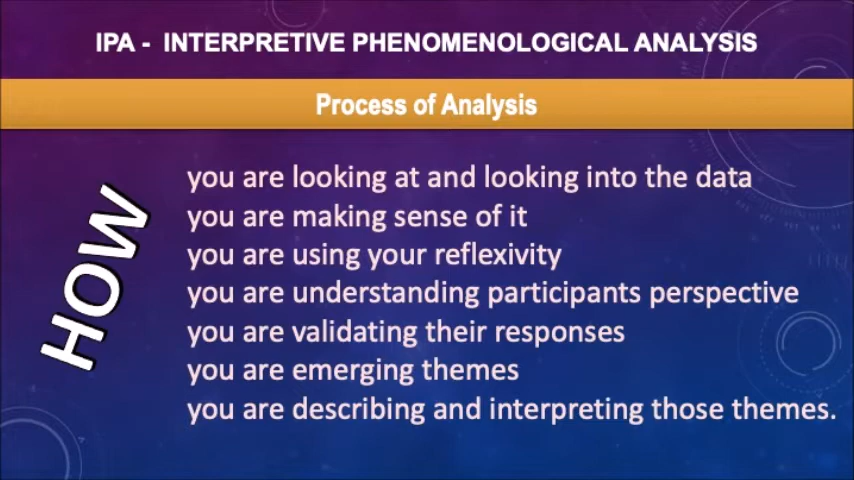 IPA - INTERPRETIVE PHENOMENOLOGICAL ANALYSIS
Process of Analysis
HOW
you are looking at and looking into the data
you are making sense of it
you are using your reflexivity
you are understanding participants perspective
you are validating their responses
you are emerging themes
you are describing and interpreting those themes.